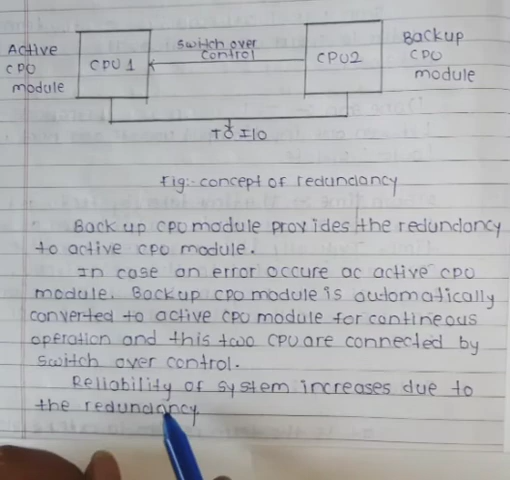 Active
CPU
module
CPU 1
Switch over
control
CPU2
Backup
CPU
module
To I/O
Fig:- concept of redundancy
Back up CPU module provides the redundancy
to active CPU module.
In case an error occure oc active CPU
module. Backup CPU module is automatically
converted to active CPU module for contineous
operation and this two CPU are connected by
switch over control.
Reliability of system increases due to
the redundancy